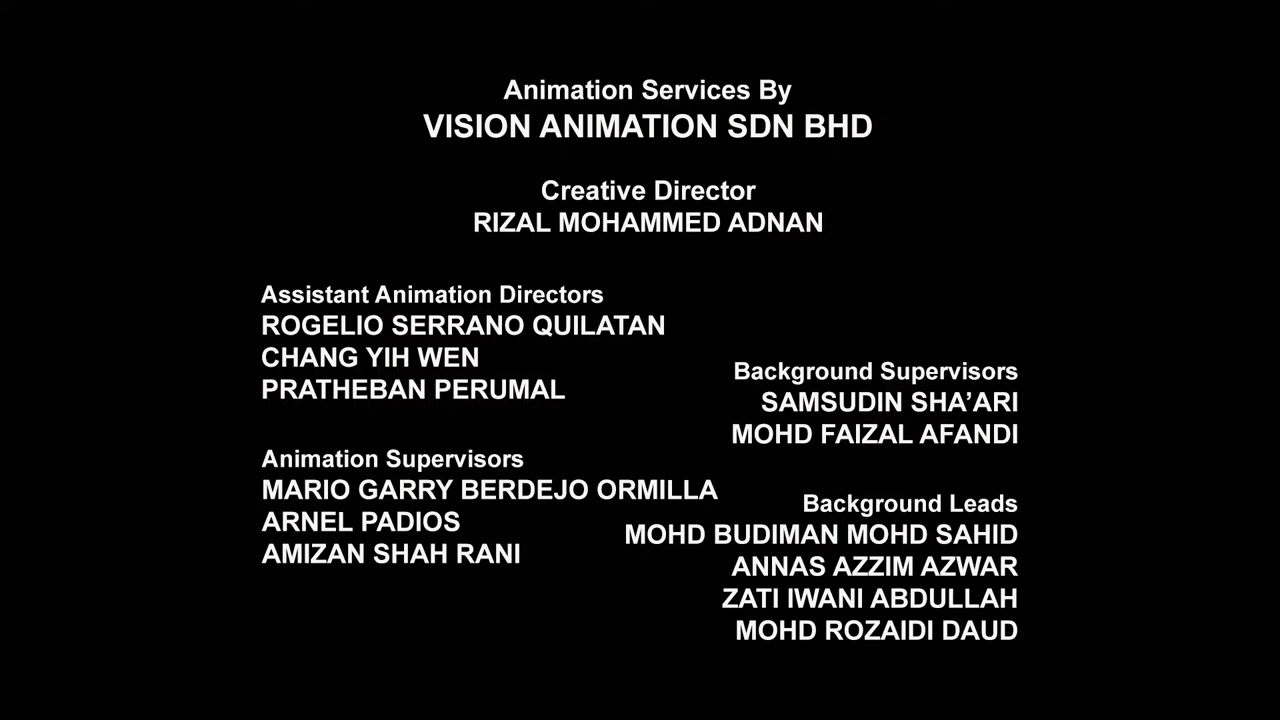 Animation Services By
VISION ANIMATION SDN BHD
Creative Director
RIZAL MOHAMMED ADNAN
Assistant Animation Directors
ROGELIO SERRANO QUILATAN
CHANG YIH WEN
PRATHEBAN PERUMAL
Animation Supervisors
MARIO GARRY BERDEJO ORMILLA
ARNEL PADIOS
AMIZAN SHAH RANI
Background Supervisors
SAMSUDIN SHA’ARI
MOHD FAIZAL AFANDI
Background Leads
MOHD BUDIMAN MOHD SAHID
ANNAS AZZIM AZWAR
ZATI IWANI ABDULLAH
MOHD ROZAIDI DAUD